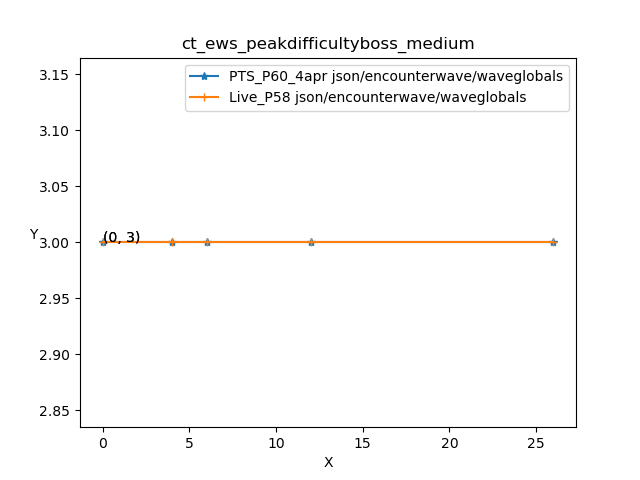 ct_ews_peakdifficultyboss_medium
PTS_P60_4apr json/encounterwave/waveglobals
Live_P58 json/encounterwave/waveglobals
3.15
3.10
3.05
Y
3.00
(0, 3)
2.95
2.90
2.85
0 5 10 15 20 25
X